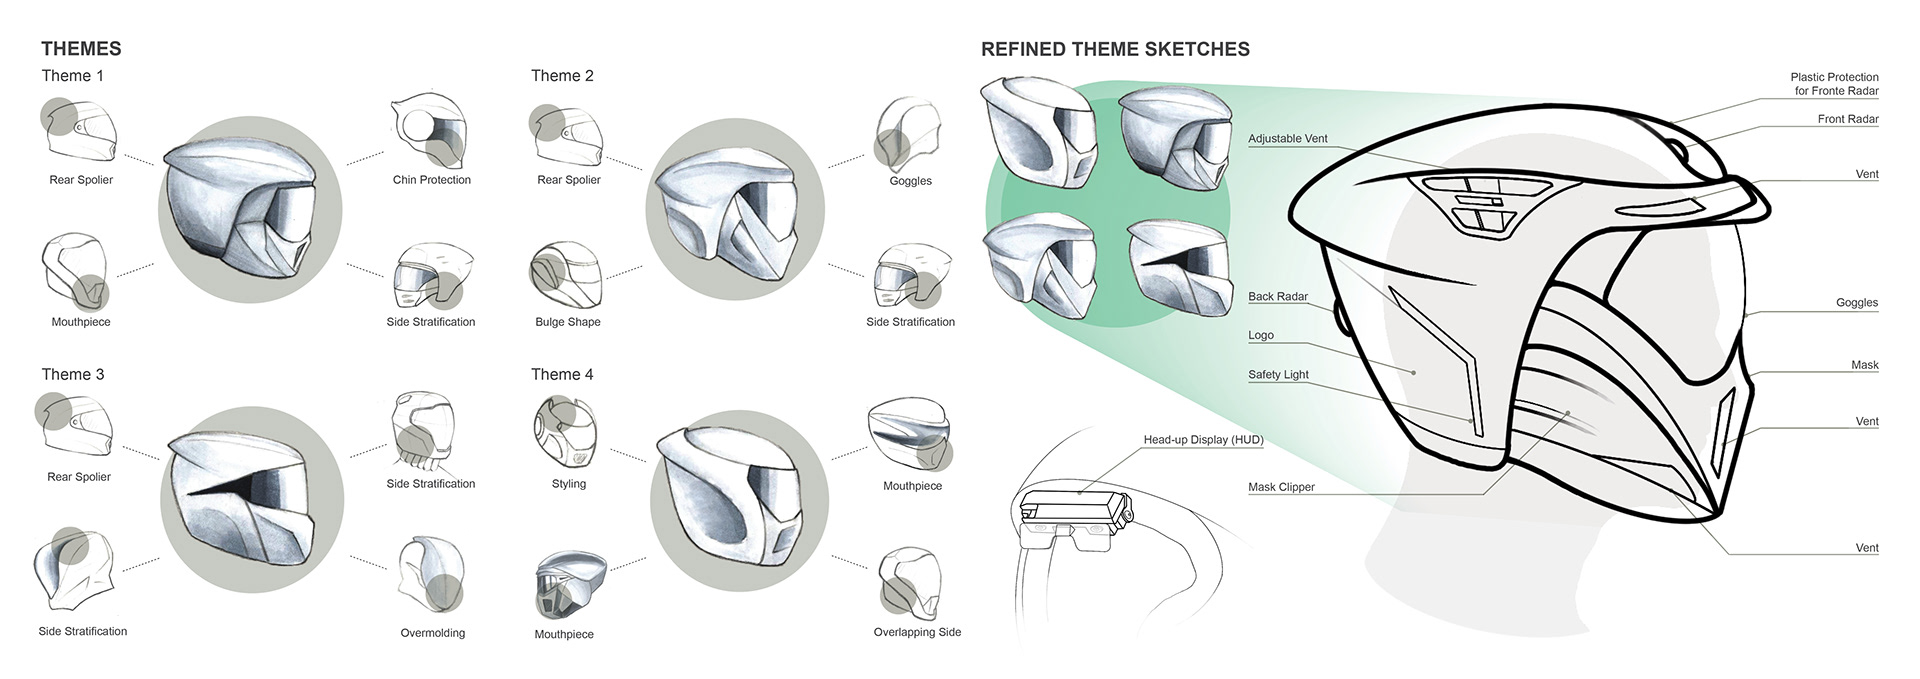 THEMES
Theme 1
Rear Spolier
Chin Protection
Mouthpiece
Side Stratification
Theme 2
Rear Spolier
Goggles
Bulge Shape
Side Stratification
Theme 3
Rear Spolier
Side Stratification
Side Stratification
Overmolding
Theme 4
Styling
Mouthpiece
Mouthpiece
Overlapping Side
REFINED THEME SKETCHES
Adjustable Vent
Back Radar
Logo
Safety Light
Head-up Display (HUD)
Mask Clipper
Plastic Protection
for Fronte Radar
Front Radar
Vent
Goggles
Mask
Vent
Vent